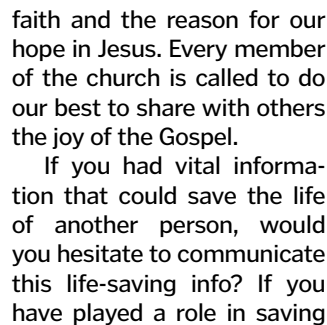 faith and the reason for our
hope in Jesus. Every member
of the church is called to do
our best to share with others
the joy of the Gospel.
If you had vital informa-
tion that could save the life
of another person, would
you hesitate to communicate
this life-saving info? If you
have played a role in saving